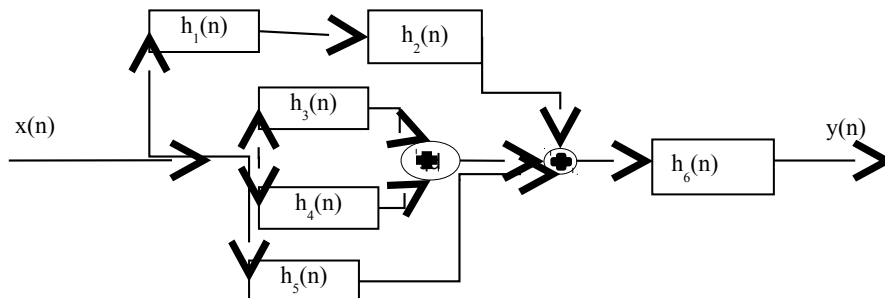 h₁(n)
h₂(n)
h₃(n)
x(n)
y(n)
h₆(n)
h₄(n)
h₅(n)